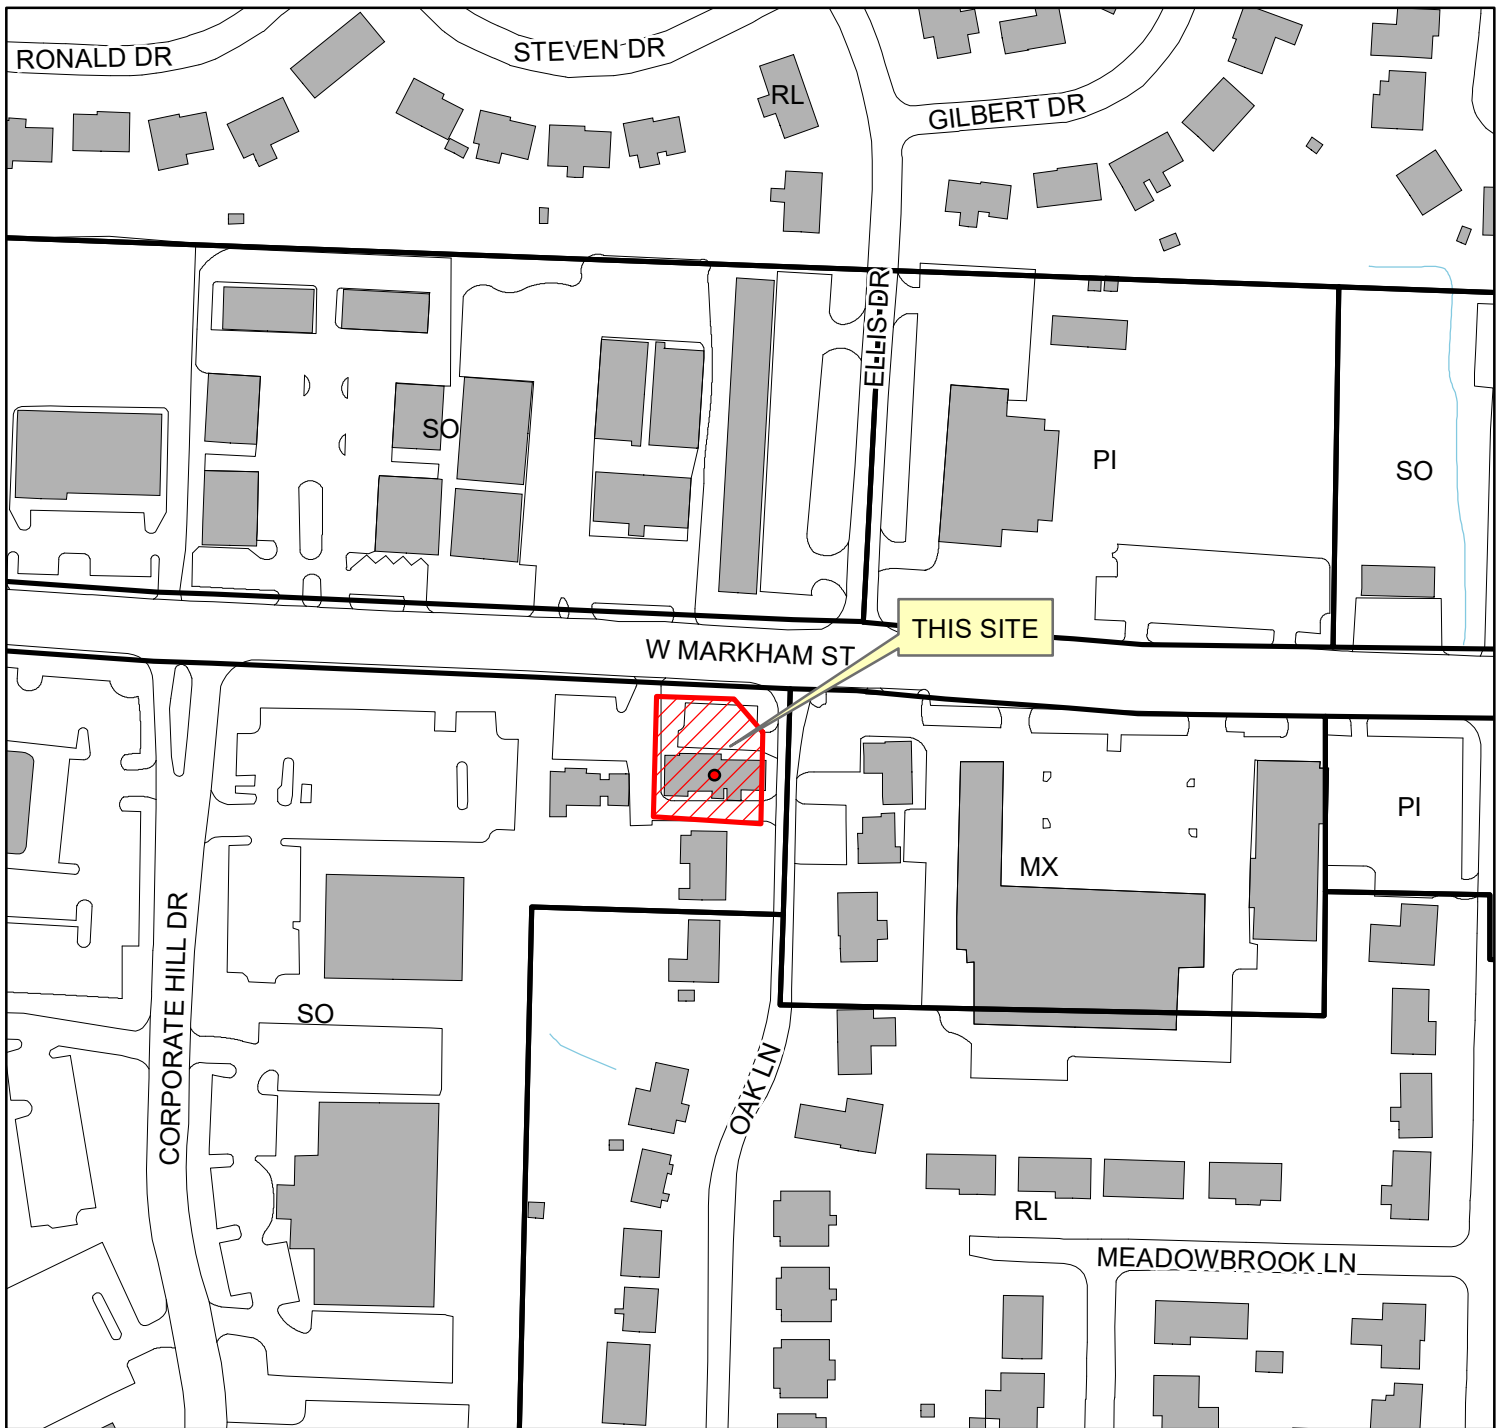 RONALD DR
STEVEN DR
RL
GILBERT DR
ELLIS DR
SO
PI
SO
THIS SITE
W MARKHAM ST
PI
MX
CORPORATE HILL DR
SO
OAK LN
RL
MEADOWBROOK LN